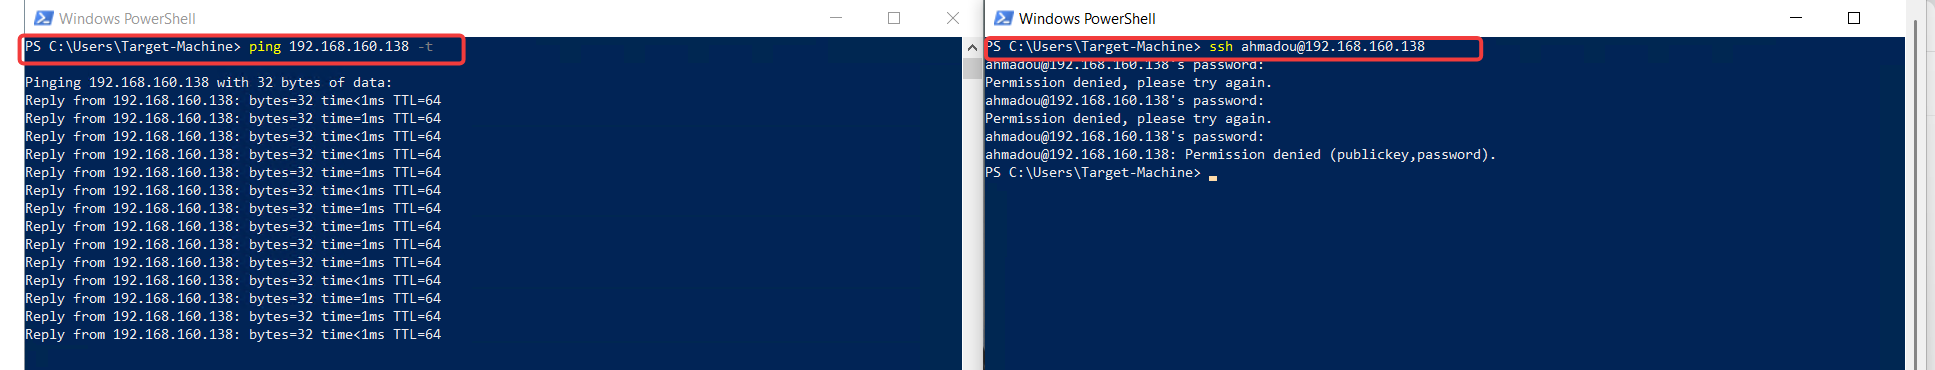 Windows PowerShell
PS C:\Users\Target-Machine> ping 192.168.160.138 -t
Pinging 192.168.160.138 with 32 bytes of data:
Reply from 192.168.160.138: bytes=32 time<1ms TTL=64
Reply from 192.168.160.138: bytes=32 time=1ms TTL=64
Reply from 192.168.160.138: bytes=32 time<1ms TTL=64
Reply from 192.168.160.138: bytes=32 time=1ms TTL=64
Reply from 192.168.160.138: bytes=32 time=1ms TTL=64
Reply from 192.168.160.138: bytes=32 time<1ms TTL=64
Reply from 192.168.160.138: bytes=32 time=1ms TTL=64
Reply from 192.168.160.138: bytes=32 time=1ms TTL=64
Reply from 192.168.160.138: bytes=32 time=1ms TTL=64
Reply from 192.168.160.138: bytes=32 time=1ms TTL=64
Reply from 192.168.160.138: bytes=32 time<1ms TTL=64
Reply from 192.168.160.138: bytes=32 time=1ms TTL=64
Reply from 192.168.160.138: bytes=32 time=1ms TTL=64
Reply from 192.168.160.138: bytes=32 time<1ms TTL=64
Windows PowerShell
PS C:\Users\Target-Machine> ssh ahmadou@192.168.160.138
ahmadou@192.168.160.138's password:
Permission denied, please try again.
ahmadou@192.168.160.138's password:
Permission denied, please try again.
ahmadou@192.168.160.138's password:
ahmadou@192.168.160.138: Permission denied (publickey,password).
PS C:\Users\Target-Machine>